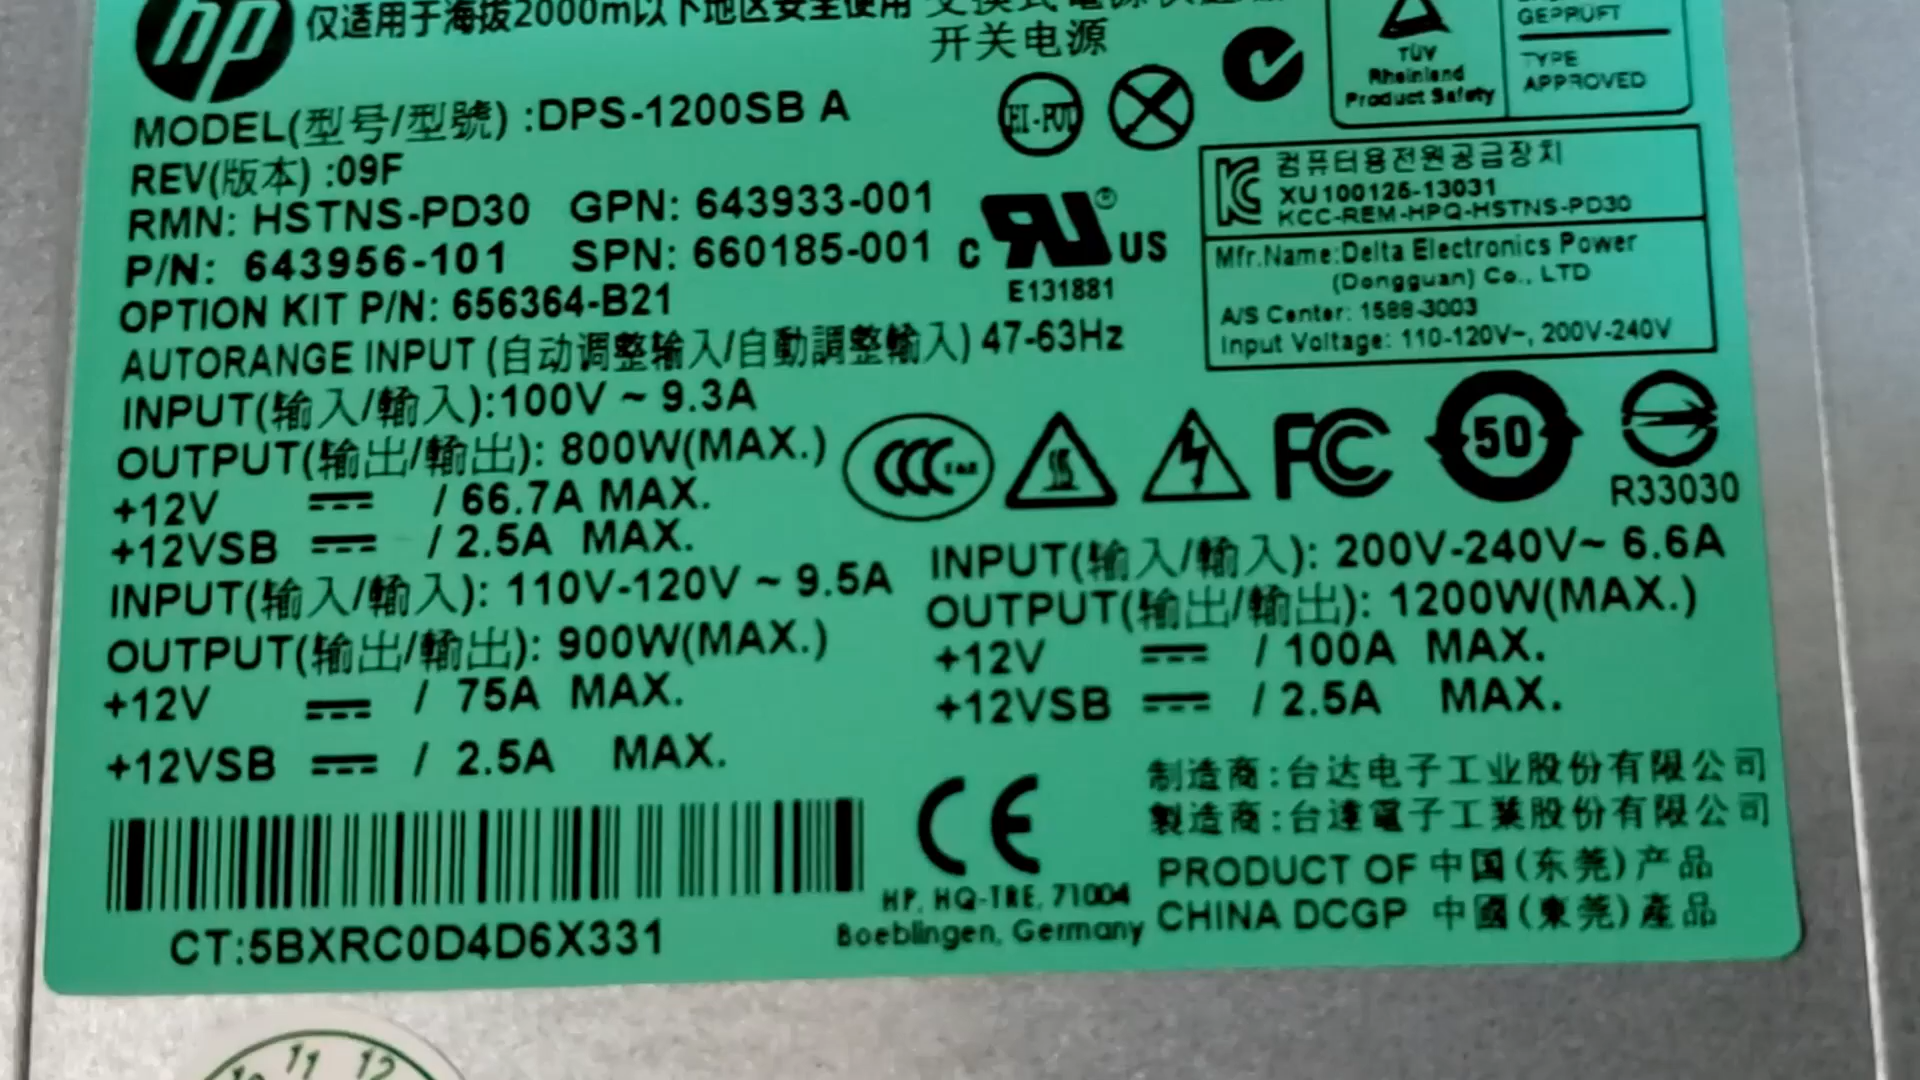 hp 仅适用于海拔2000m以下地区安全使用
开关电源
MODEL(型号/型號) :DPS-1200SB A
REV(版本) :09F
RMN: HSTNS-PD30 GPN: 643933-001
P/N: 643956-101 SPN: 660185-001
OPTION KIT P/N: 656364-B21
AUTORANGE INPUT (自动调整输入/自動調整輸入) 47-63Hz
INPUT(输入/輸入):100V ~ 9.3A
OUTPUT(输出/輸出): 800W(MAX.)
+12V / 66.7A MAX.
+12VSB / 2.5A MAX.
INPUT(输入/輸入): 110V-120V ~ 9.5A
OUTPUT(输出/輸出): 900W(MAX.)
+12V / 75A MAX.
+12VSB / 2.5A MAX.
CT:5BXRC0D4D6X331
HI-POT
c RU ® US
E131881
GEPRÜFT
TYPE
APPROVED
TÜV
Rheinland
Product Safety
컴퓨터용전원공급장치
XU100125-13031
KCC-REM-HPQ-HSTNS-PD30
Mfr.Name:Delta Electronics Power
(Dongguan) Co., LTD
A/S Center: 1588-3003
Input Voltage: 110-120V~, 200V-240V
CCC
FC
50
R33030
INPUT(输入/輸入): 200V-240V~ 6.6A
OUTPUT(输出/輸出): 1200W(MAX.)
+12V / 100A MAX.
+12VSB / 2.5A MAX.
CE
HP, HQ-TRE, 71004
Boeblingen, Germany
制造商:台达电子工业股份有限公司
製造商:台達電子工業股份有限公司
PRODUCT OF 中国(东莞)产品
CHINA DCGP 中國(東莞)產品
11 12